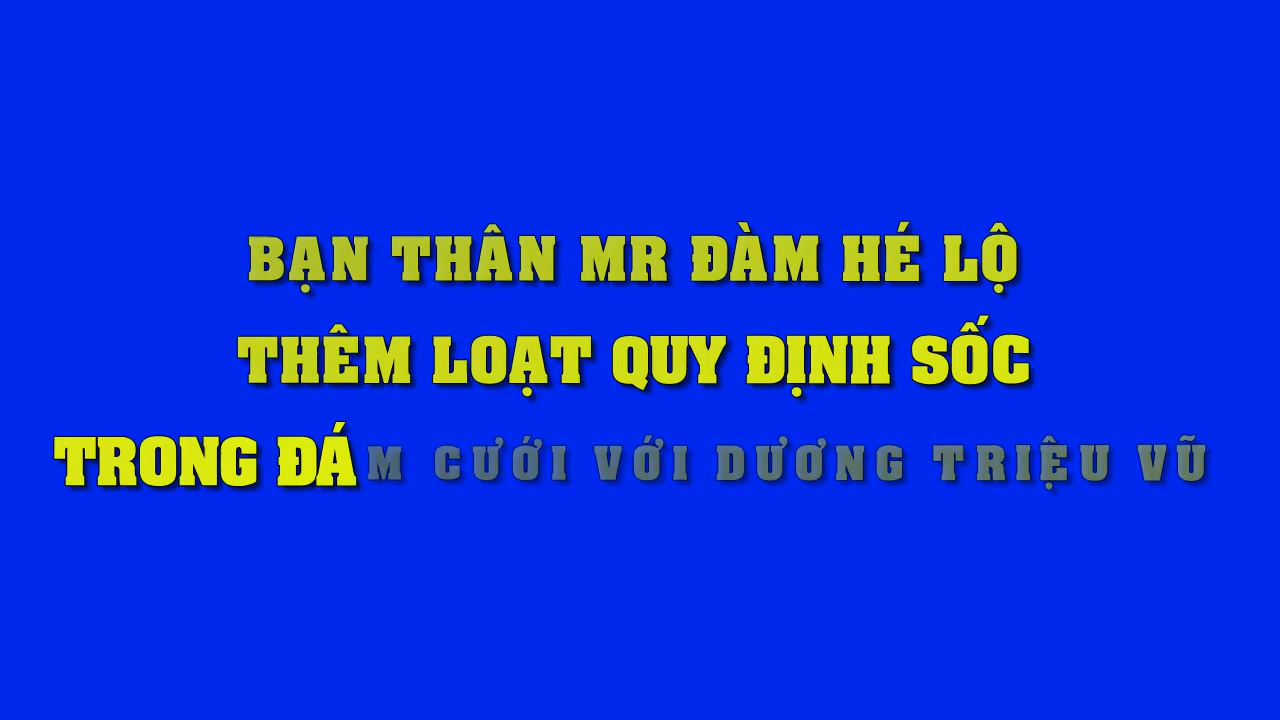 BẠN THÂN MR ĐÀM HÉ LỘ
THÊM LOẠT QUY ĐỊNH SỐC
TRONG ĐÁM CƯỚI VỚI DƯƠNG TRIỆU VŨ